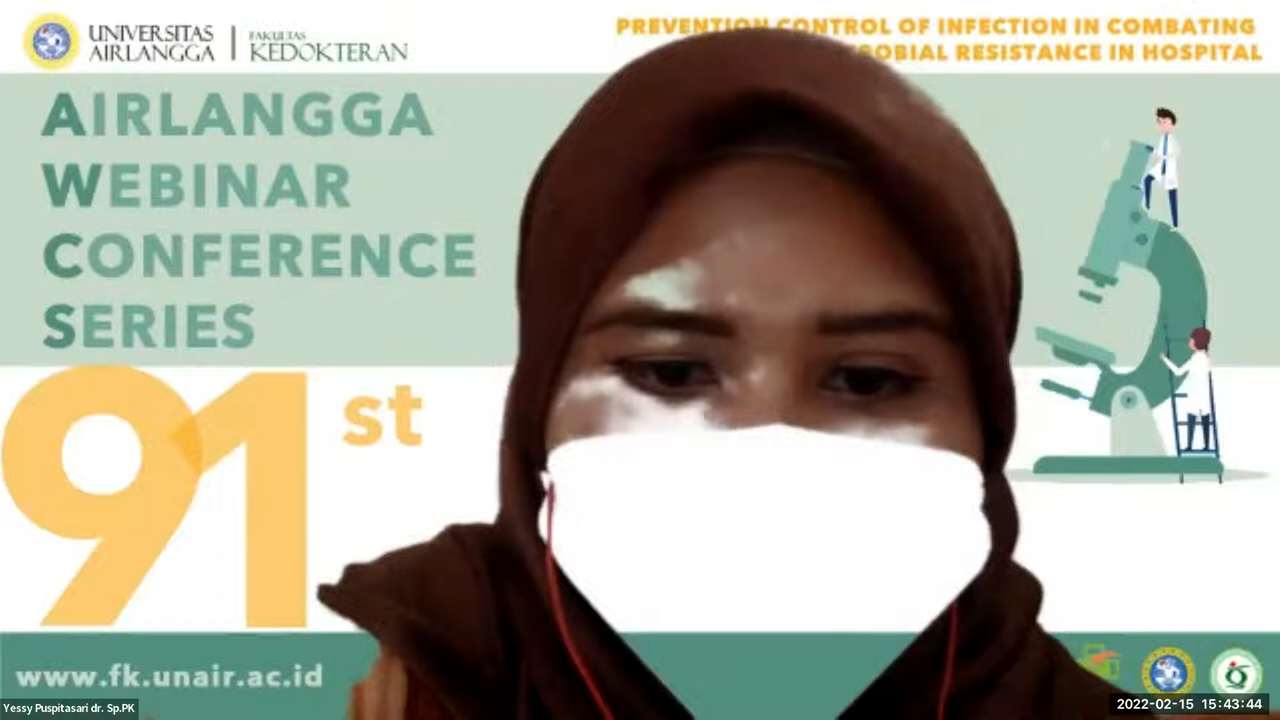 UNIVERSITAS
AIRLANGGA
FAKULTAS
KEDOKTERAN
PREVENTION CONTROL OF INFECTION IN COMBATING
OBIAL RESISTANCE IN HOSPITAL
AIRLANGGA
WEBINAR
CONFERENCE
SERIES
91st
www.fk.unair.ac.id
Yessy Puspitasari dr. Sp.PK
2022-02-15 15:43:44